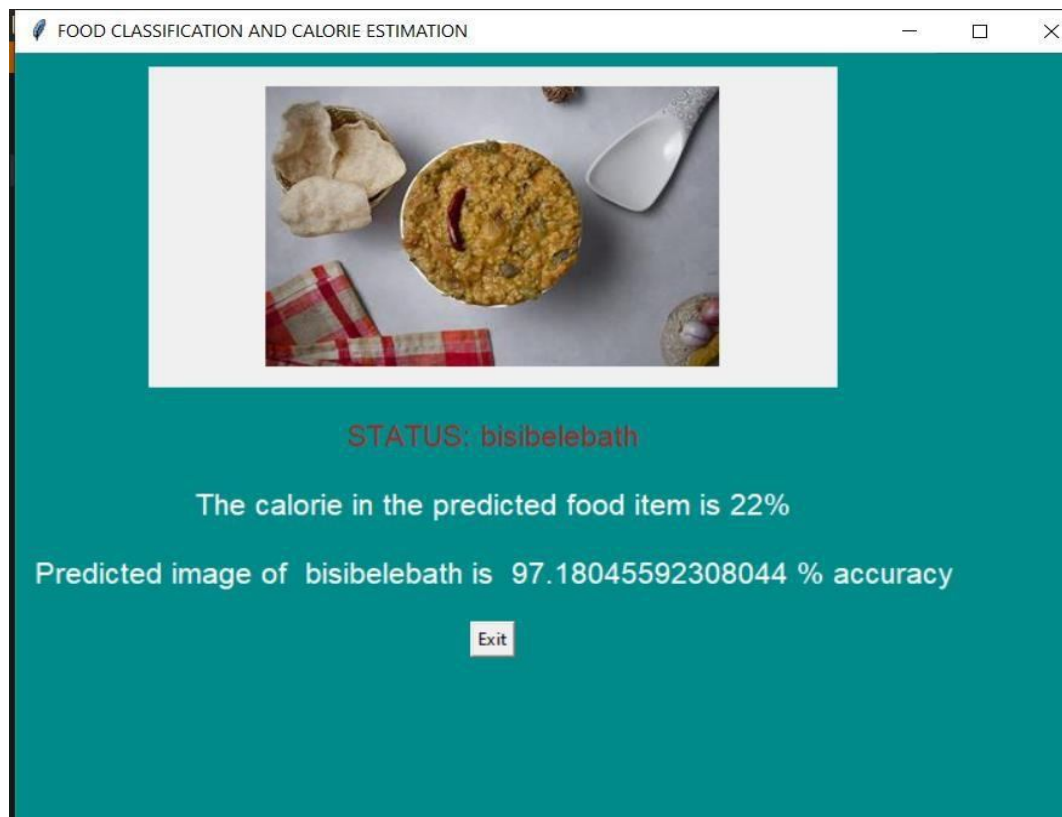 FOOD CLASSIFICATION AND CALORIE ESTIMATION
STATUS: bisibelebath
The calorie in the predicted food item is 22%
Predicted image of  bisibelebath is  97.18045592308044 % accuracy
Exit